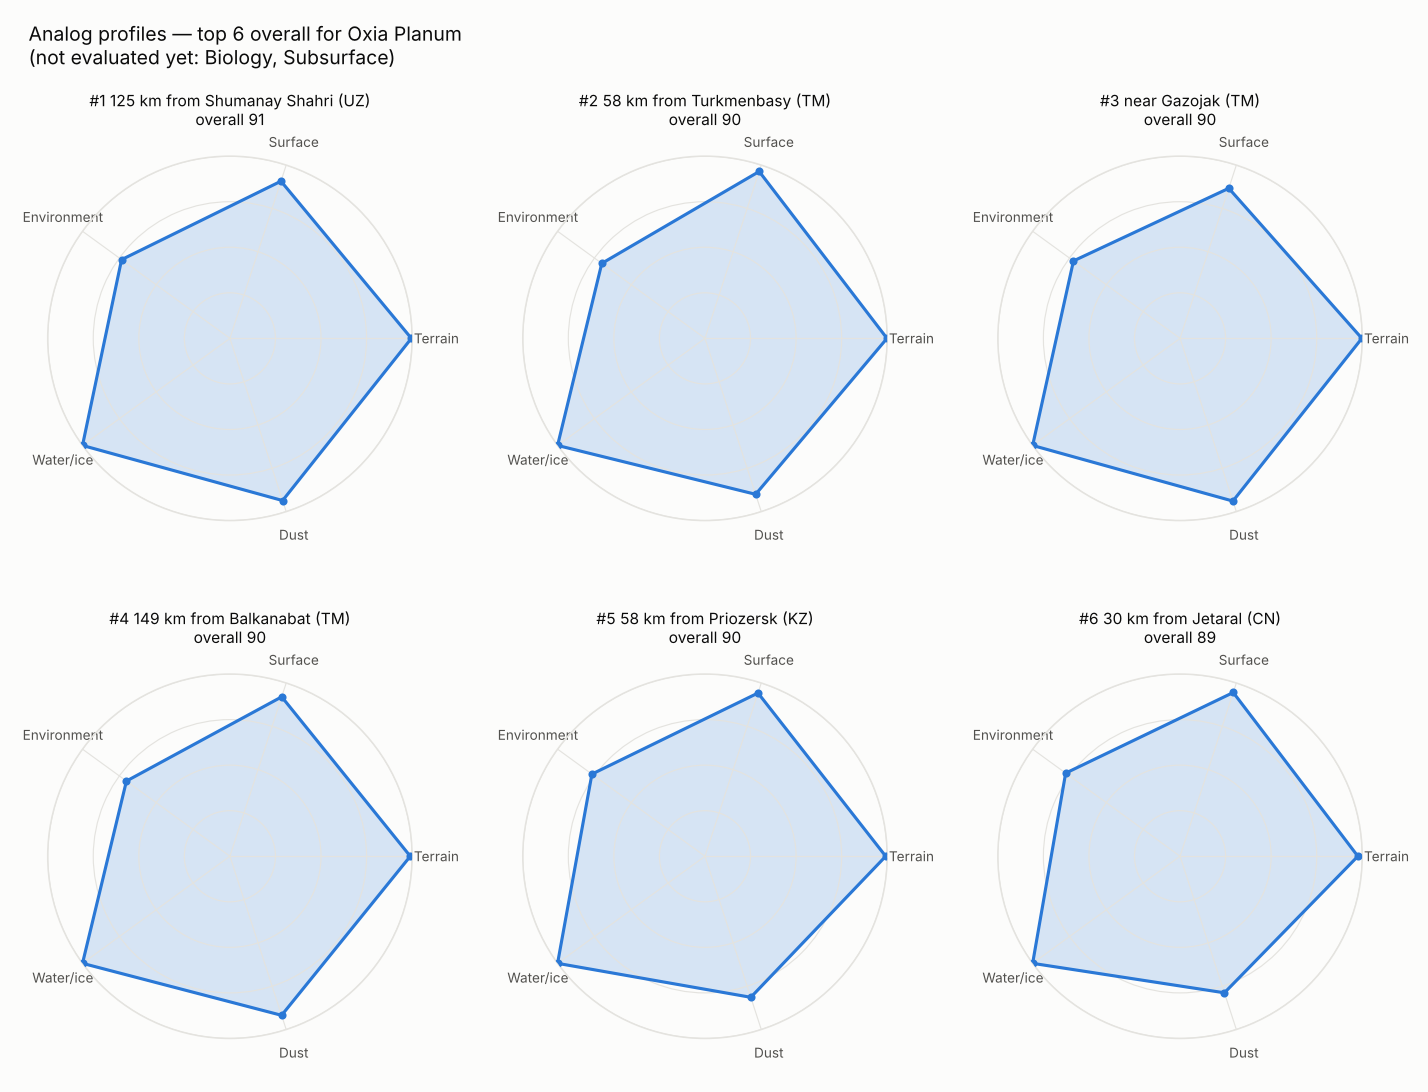 Analog profiles — top 6 overall for Oxia Planum
(not evaluated yet: Biology, Subsurface)
#1 125 km from Shumanay Shahri (UZ)
overall 91
Surface
Environment
Terrain
Water/ice
Dust
#2 58 km from Turkmenbasy (TM)
overall 90
Surface
Environment
Terrain
Water/ice
Dust
#3 near Gazojak (TM)
overall 90
Surface
Environment
Terrain
Water/ice
Dust
#4 149 km from Balkanabat (TM)
overall 90
Surface
Environment
Terrain
Water/ice
Dust
#5 58 km from Priozersk (KZ)
overall 90
Surface
Environment
Terrain
Water/ice
Dust
#6 30 km from Jetaral (CN)
overall 89
Surface
Environment
Terrain
Water/ice
Dust